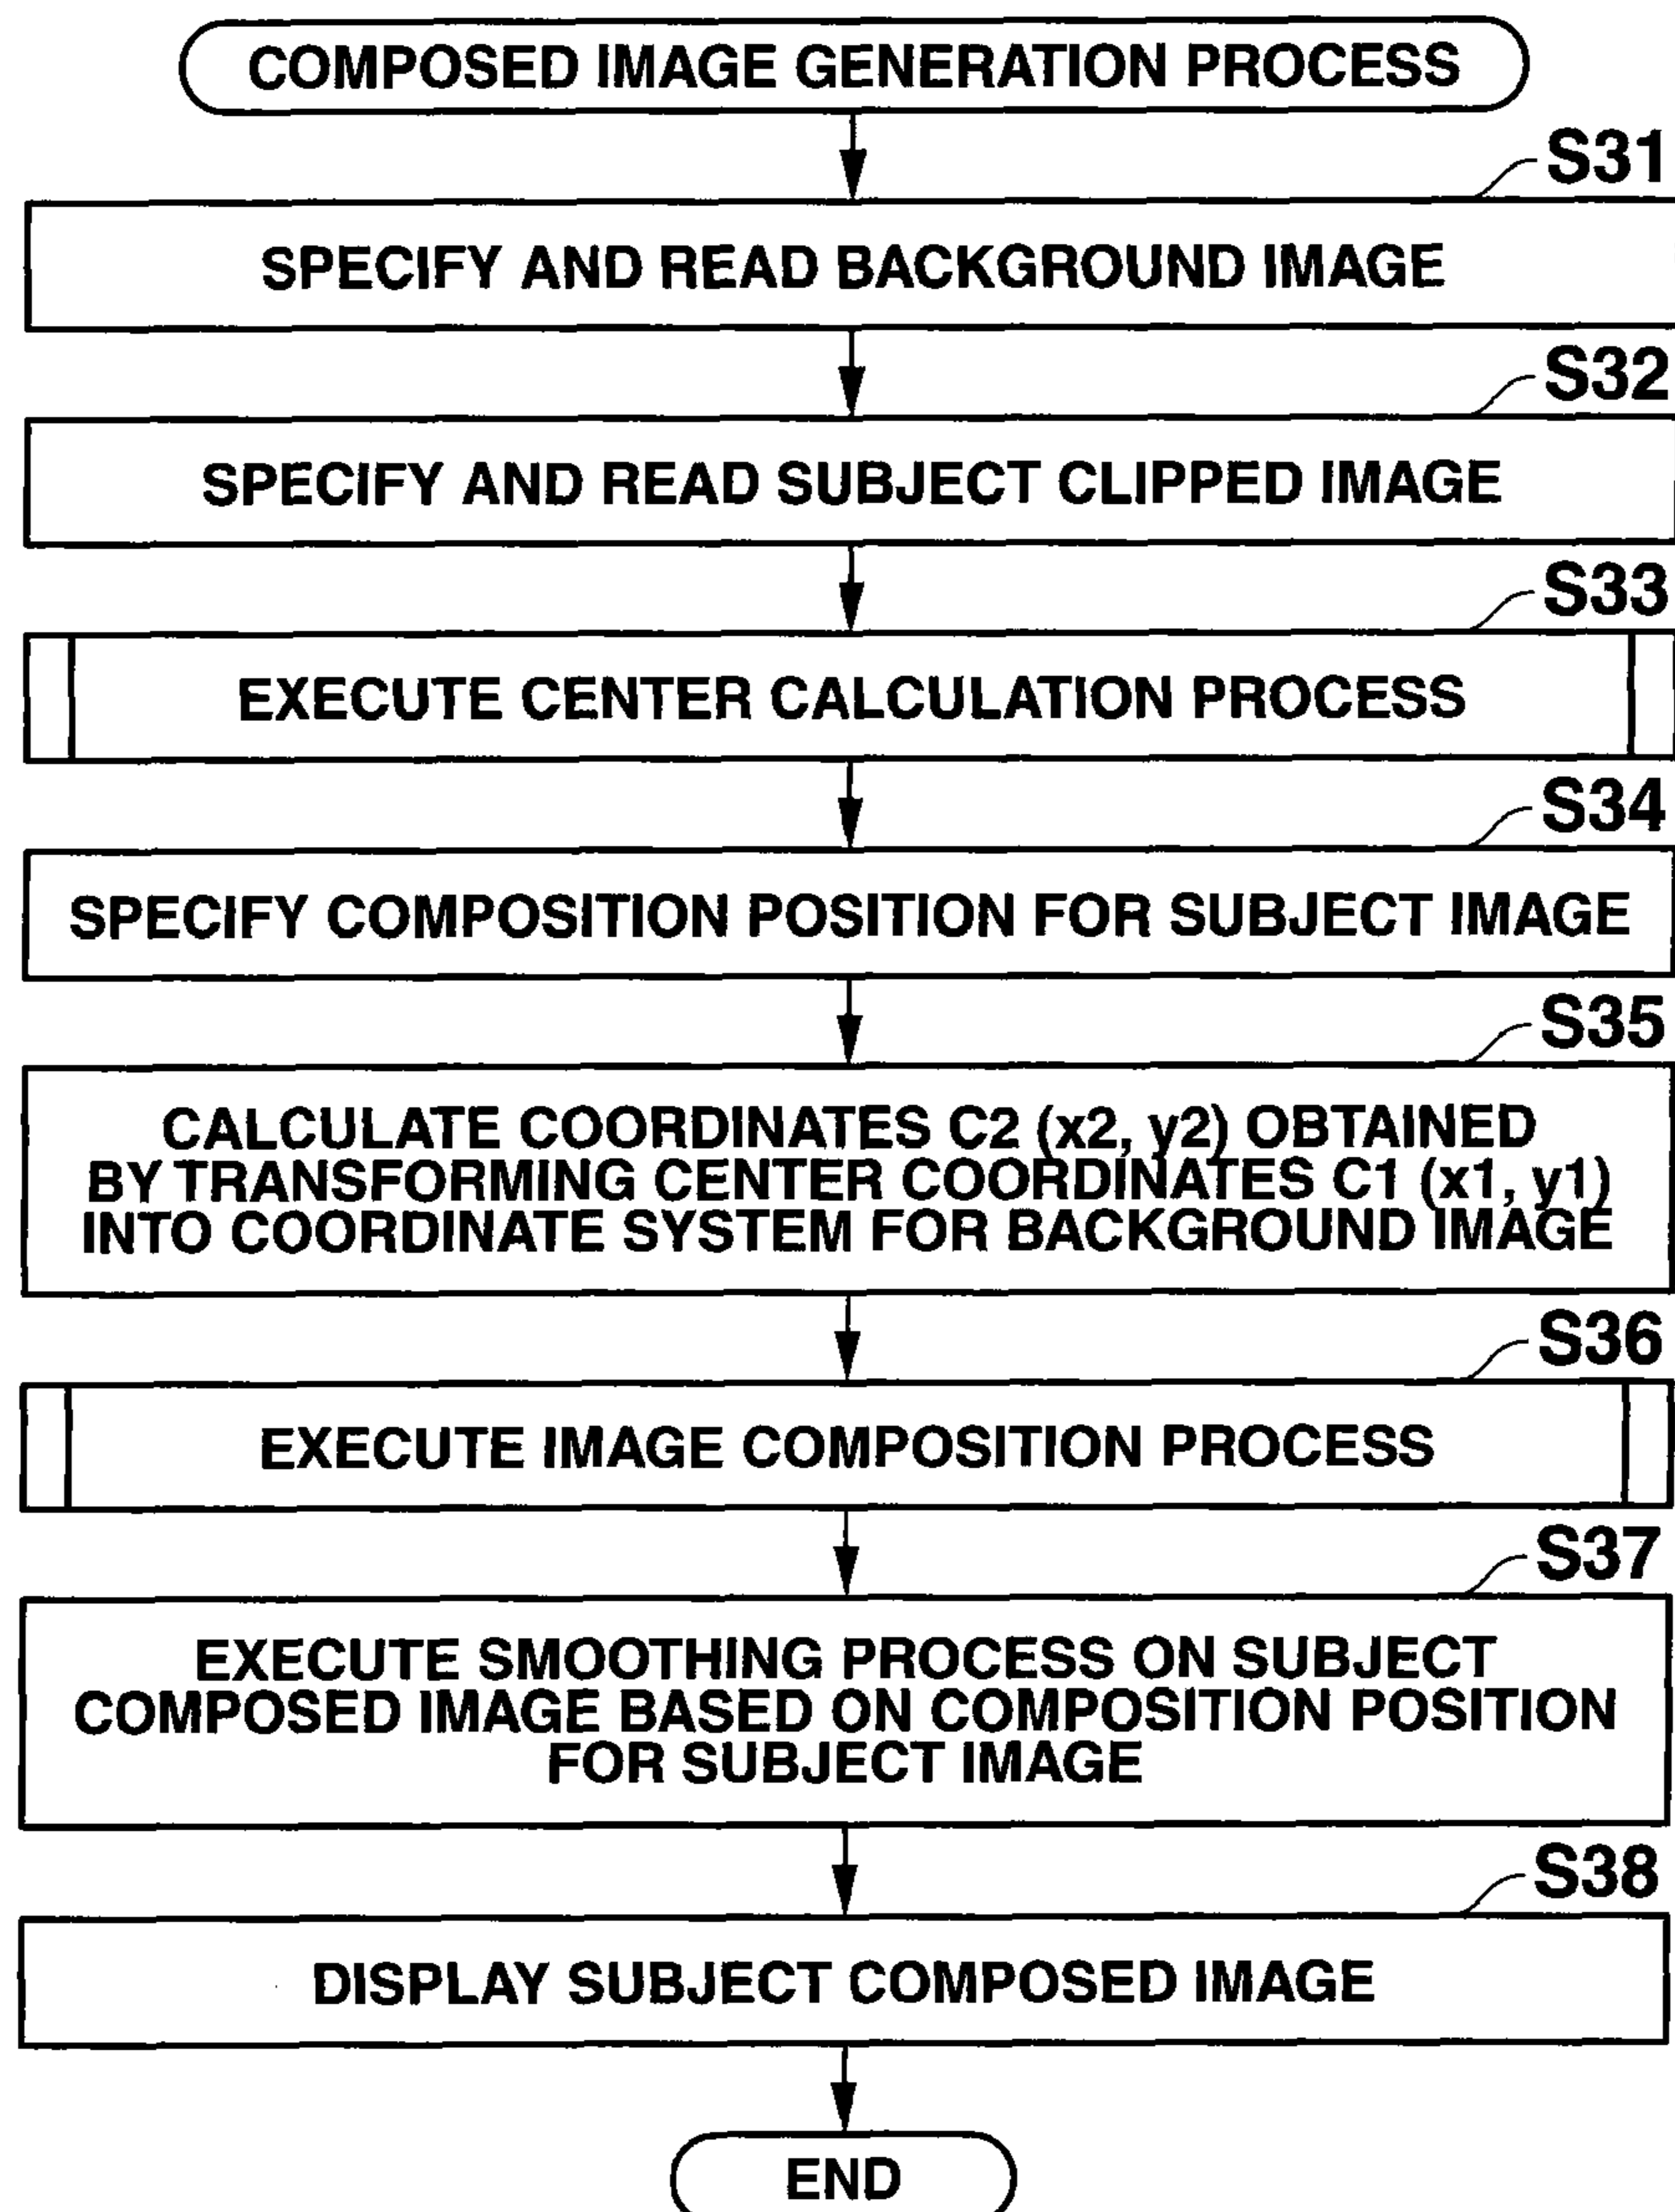 COMPOSED IMAGE GENERATION PROCESS
S31
SPECIFY AND READ BACKGROUND IMAGE
S32
SPECIFY AND READ SUBJECT CLIPPED IMAGE
S33
EXECUTE CENTER CALCULATION PROCESS
S34
SPECIFY COMPOSITION POSITION FOR SUBJECT IMAGE
S35
CALCULATE COORDINATES C2 (x2, y2) OBTAINED
BY TRANSFORMING CENTER COORDINATES C1 (x1, y1)
INTO COORDINATE SYSTEM FOR BACKGROUND IMAGE
S36
EXECUTE IMAGE COMPOSITION PROCESS
S37
EXECUTE SMOOTHING PROCESS ON SUBJECT
COMPOSED IMAGE BASED ON COMPOSITION POSITION
FOR SUBJECT IMAGE
S38
DISPLAY SUBJECT COMPOSED IMAGE
END